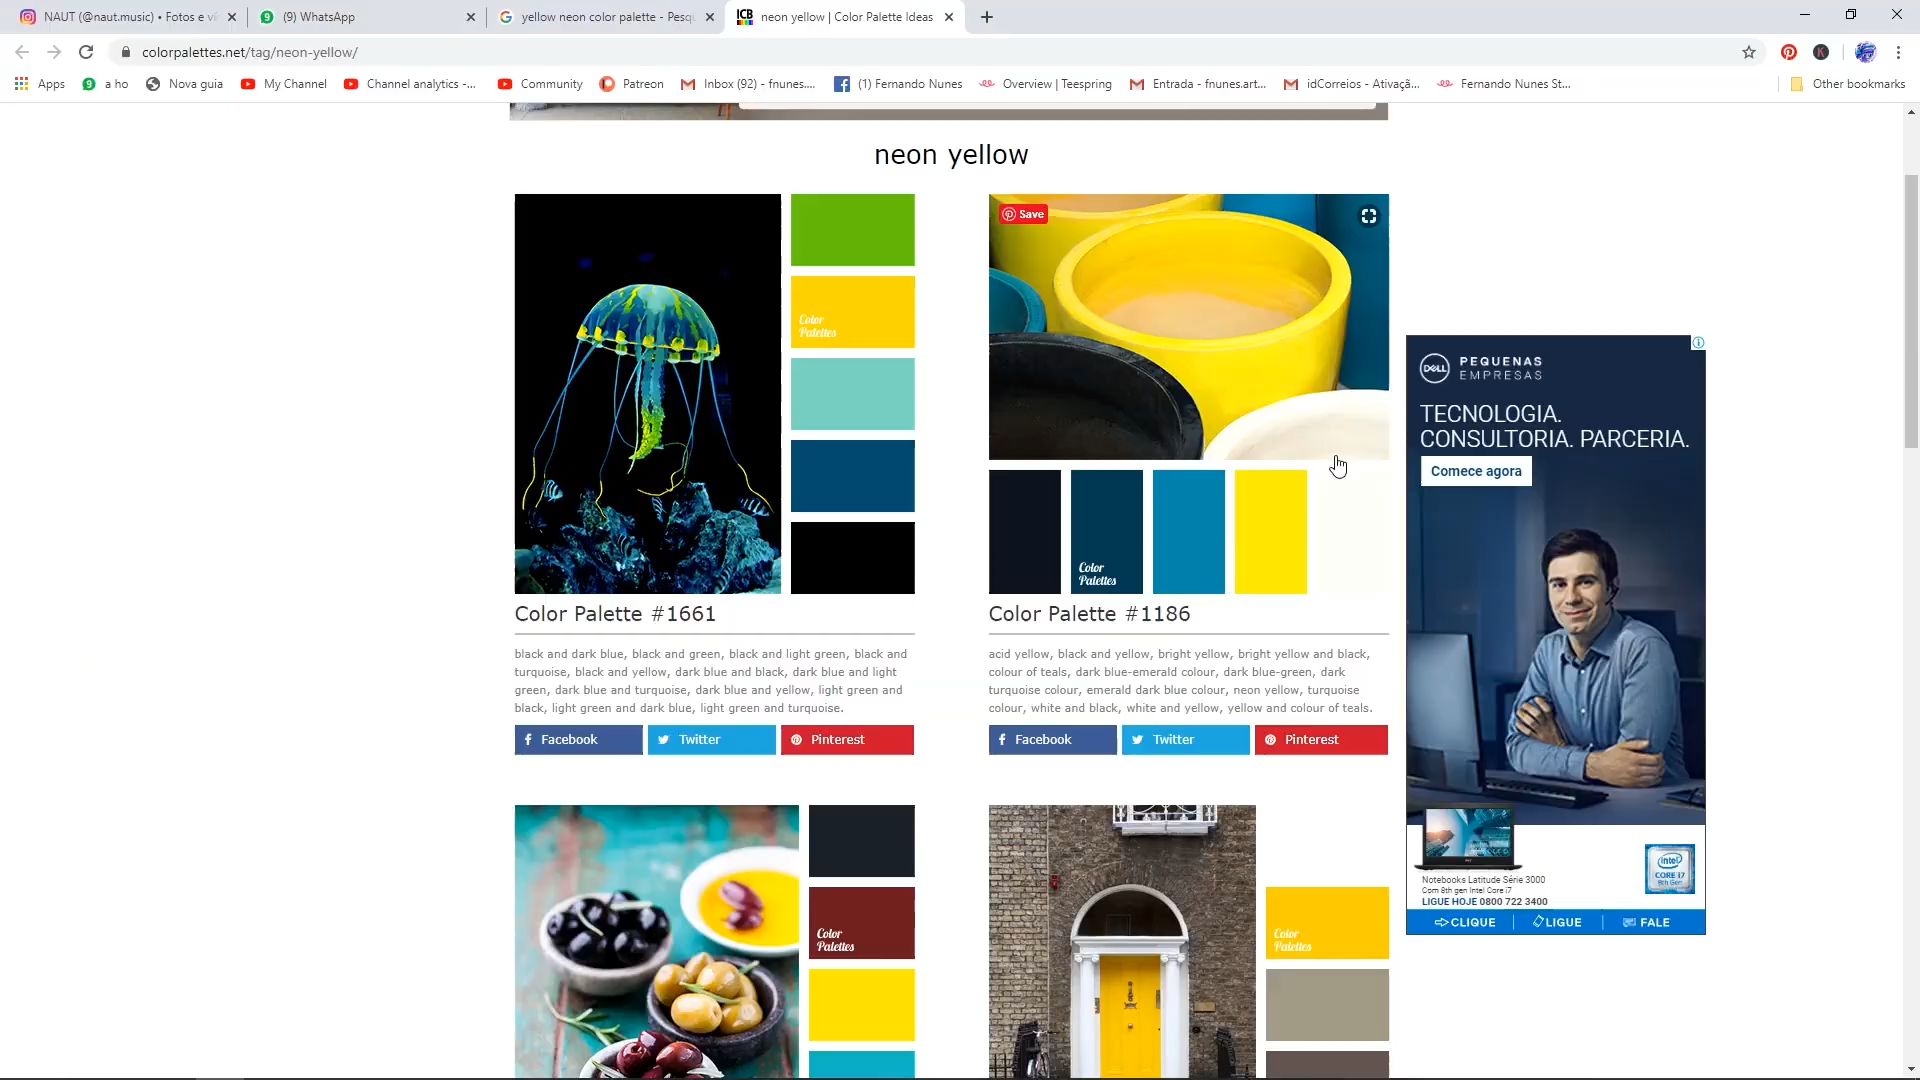 NAUT (@naut.music) • Fotos e ví
(9) WhatsApp
yellow neon color palette - Pesq
ICB
neon yellow | Color Palette Ideas
colorpalettes.net/tag/neon-yellow/
Apps
a ho
Nova guia
My Channel
Channel analytics -...
Community
Patreon
Inbox (92) - fnunes....
(1) Fernando Nunes
Overview | Teespring
Entrada - fnunes.art...
idCorreios - Ativaçã...
Fernando Nunes St...
Other bookmarks
neon yellow
Color
Palettes
Save
Color
Palettes
Color Palette #1661
black and dark blue, black and green, black and light green, black and
turquoise, black and yellow, dark blue and black, dark blue and light
green, dark blue and turquoise, dark blue and yellow, light green and
black, light green and dark blue, light green and turquoise.
Facebook
Twitter
Pinterest
Color Palette #1186
acid yellow, black and yellow, bright yellow, bright yellow and black,
colour of teals, dark blue-emerald colour, dark blue-green, dark
turquoise colour, emerald dark blue colour, neon yellow, turquoise
colour, white and black, white and yellow, yellow and colour of teals.
Facebook
Twitter
Pinterest
Color
Palettes
Color
Palettes
DELL
PEQUENAS
EMPRESAS
TECNOLOGIA.
CONSULTORIA. PARCERIA.
Comece agora
Notebooks Latitude Série 3000
Com 8th gen Intel Core i7
LIGUE HOJE 0800 722 3400
intel
CORE i7
8th Gen
CLIQUE
LIGUE
FALE